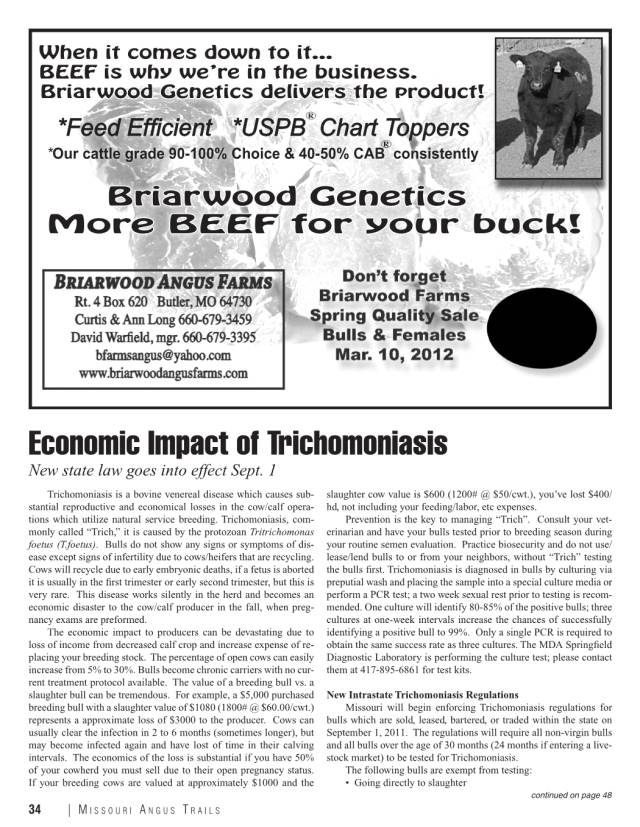 When it comes down to it...
BEEF is why we're in the business.
Briarwood Genetics delivers the product!
*Feed Efficient *USPB® Chart Toppers
*Our cattle grade 90-100% Choice & 40-50% CAB® consistently
Briarwood Genetics
More BEEF for your buck!
BRIARWOOD ANGUS FARMS
Rt. 4 Box 620 Butler, MO 64730
Curtis & Ann Long 660-679-3459
David Warfield, mgr. 660-679-3395
bfarmsangus@yahoo.com
www.briarwoodangusfarms.com
Don't forget
Briarwood Farms
Spring Quality Sale
Bulls & Females
Mar. 10, 2012
Economic Impact of Trichomoniasis
New state law goes into effect Sept. 1
Trichomoniasis is a bovine venereal disease which causes sub-
stantial reproductive and economical losses in the cow/calf opera-
tions which utilize natural service breeding. Trichomoniasis, com-
monly called "Trich," it is caused by the protozoan Tritrichomonas
foetus (T.foetus). Bulls do not show any signs or symptoms of dis-
ease except signs of infertility due to cows/heifers that are recycling.
Cows will recycle due to early embryonic deaths, if a fetus is aborted
it is usually in the first trimester or early second trimester, but this is
very rare. This disease works silently in the herd and becomes an
economic disaster to the cow/calf producer in the fall, when preg-
nancy exams are preformed.
The economic impact to producers can be devastating due to
loss of income from decreased calf crop and increase expense of re-
placing your breeding stock. The percentage of open cows can easily
increase from 5% to 30%. Bulls become chronic carriers with no cur-
rent treatment protocol available. The value of a breeding bull vs. a
slaughter bull can be tremendous. For example, a $5,000 purchased
breeding bull with a slaughter value of $1080 (1800# @ $60.00/cwt.)
represents a approximate loss of $3000 to the producer. Cows can
usually clear the infection in 2 to 6 months (sometimes longer), but
may become infected again and have lost of time in their calving
intervals. The economics of the loss is substantial if you have 50%
of your cowherd you must sell due to their open pregnancy status.
If your breeding cows are valued at approximately $1000 and the
slaughter cow value is $600 (1200# @ $50/cwt.), you've lost $400/
hd, not including your feeding/labor, etc expenses.
Prevention is the key to managing "Trich". Consult your vet-
erinarian and have your bulls tested prior to breeding season during
your routine semen evaluation. Practice biosecurity and do not use/
lease/lend bulls to or from your neighbors, without "Trich" testing
the bulls first. Trichomoniasis is diagnosed in bulls by culturing via
preputial wash and placing the sample into a special culture media or
perform a PCR test; a two week sexual rest prior to testing is recom-
mended. One culture will identify 80-85% of the positive bulls; three
cultures at one-week intervals increase the chances of successfully
identifying a positive bull to 99%. Only a single PCR is required to
obtain the same success rate as three cultures. The MDA Springfield
Diagnostic Laboratory is performing the culture test; please contact
them at 417-895-6861 for test kits.
New Intrastate Trichomoniasis Regulations
Missouri will begin enforcing Trichomoniasis regulations for
bulls which are sold, leased, bartered, or traded within the state on
September 1, 2011. The regulations will require all non-virgin bulls
and all bulls over the age of 30 months (24 months if entering a live-
stock market) to be tested for Trichomoniasis.
The following bulls are exempt from testing:
• Going directly to slaughter
continued on page 48
34 | MISSOURI ANGUS TRAILS